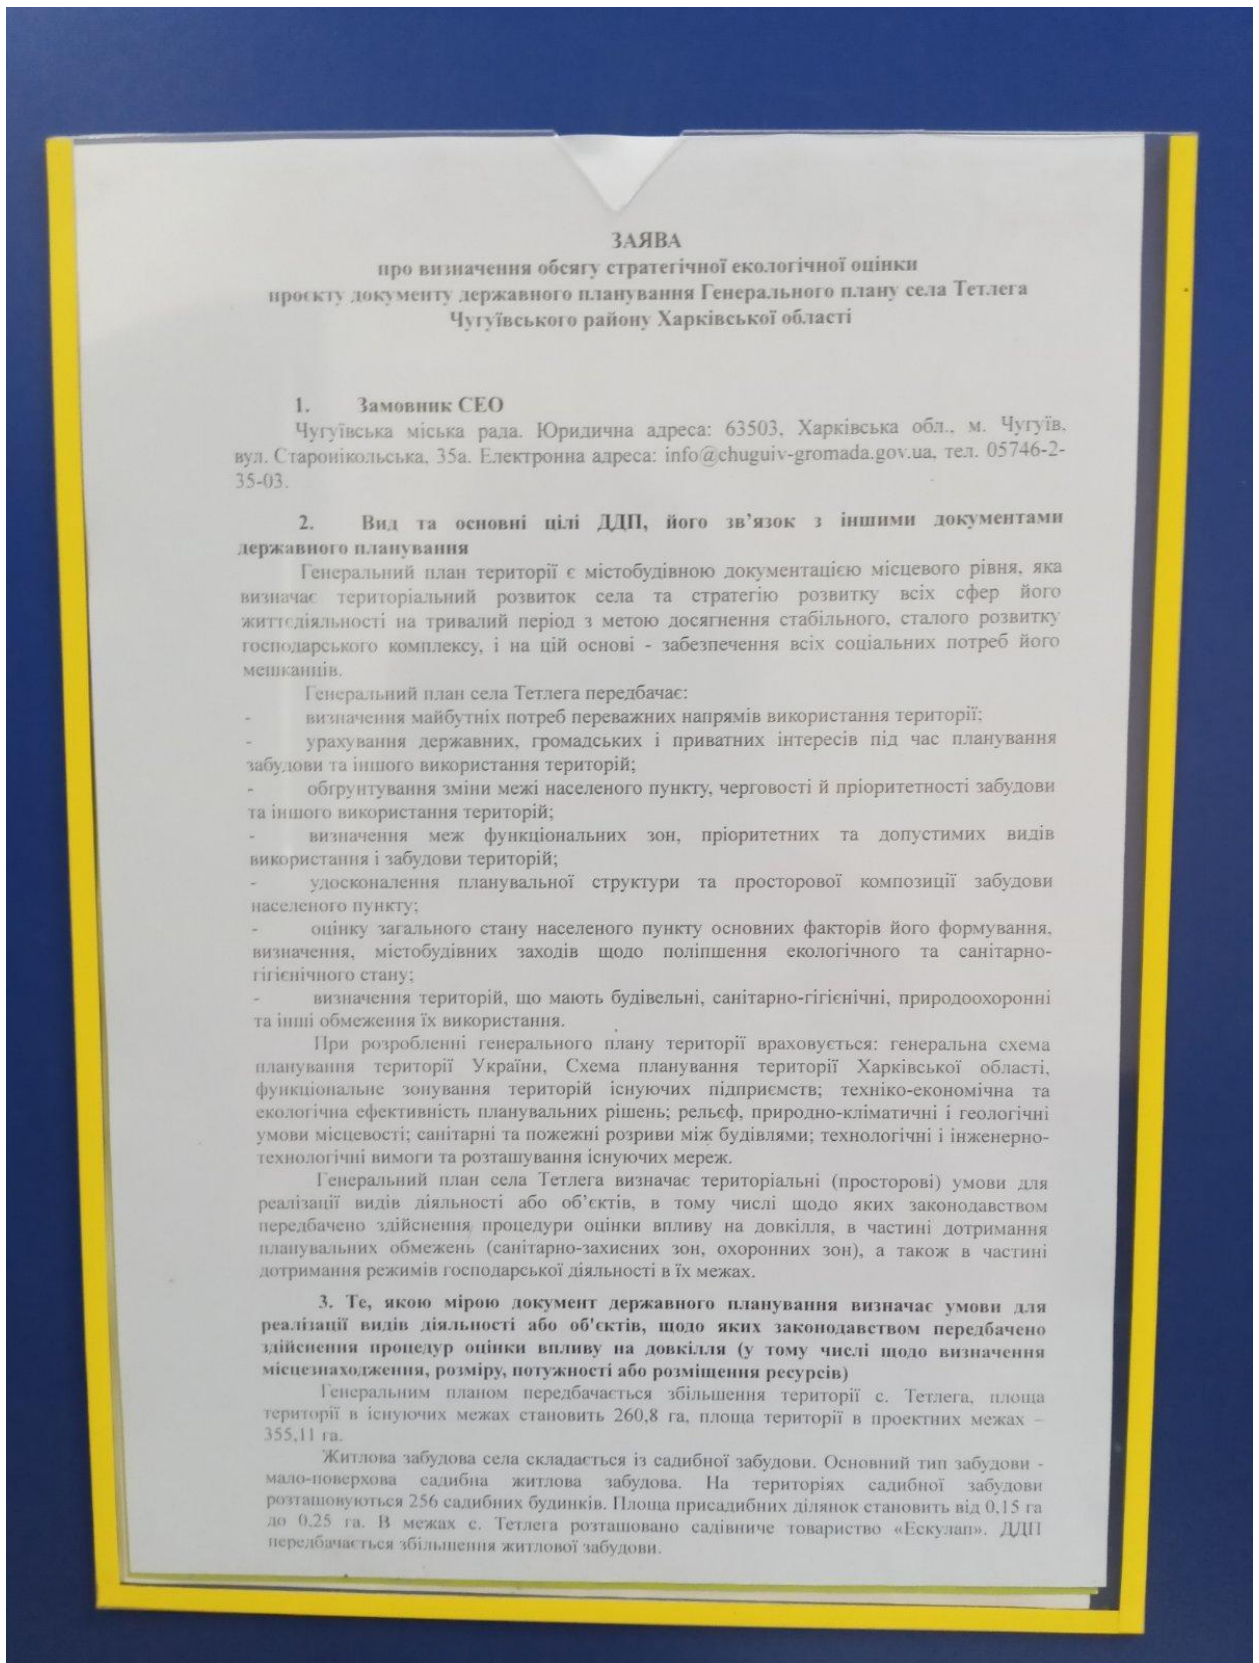 ЗАЯВА
про визначення обсягу стратегічної екологічної оцінки
проєкту документу державного планування Генерального плану села Тетлега
Чугуївського району Харківської області
1. Замовник СЕО
Чугуївська міська рада. Юридична адреса: 63503, Харківська обл., м. Чугуїв,
вул. Старонікольська, 35а. Електронна адреса: info@chuguiv-gromada.gov.ua, тел. 05746-2-
35-03.
2. Вид та основні цілі ДДП, його зв’язок з іншими документами
державного планування
Генеральний план території є містобудівною документацією місцевого рівня, яка
визначає територіальний розвиток села та стратегію розвитку всіх сфер його
життєдіяльності на тривалий період з метою досягнення стабільного, сталого розвитку
господарського комплексу, і на цій основі - забезпечення всіх соціальних потреб його
мешканців.
Генеральний план села Тетлега передбачає:
- визначення майбутніх потреб переважних напрямів використання території;
- урахування державних, громадських і приватних інтересів під час планування
забудови та іншого використання територій;
- обґрунтування зміни межі населеного пункту, черговості й пріоритетності забудови
та іншого використання територій;
- визначення меж функціональних зон, пріоритетних та допустимих видів
використання і забудови територій;
- удосконалення планувальної структури та просторової композиції забудови
населеного пункту;
- оцінку загального стану населеного пункту основних факторів його формування,
визначення, містобудівних заходів щодо поліпшення екологічного та санітарно-
гігієнічного стану;
- визначення територій, що мають будівельні, санітарно-гігієнічні, природоохоронні
та інші обмеження їх використання.
При розробленні генерального плану території враховується: генеральна схема
планування території України, Схема планування території Харківської області,
функціональне зонування територій існуючих підприємств; техніко-економічна та
екологічна ефективність планувальних рішень; рельєф, природно-кліматичні і геологічні
умови місцевості; санітарні та пожежні розриви між будівлями; технологічні і інженерно-
технологічні вимоги та розташування існуючих мереж.
Генеральний план села Тетлега визначає територіальні (просторові) умови для
реалізації видів діяльності або об’єктів, в тому числі щодо яких законодавством
передбачено здійснення процедури оцінки впливу на довкілля, в частині дотримання
планувальних обмежень (санітарно-захисних зон, охоронних зон), а також в частині
дотримання режимів господарської діяльності в їх межах.
3. Те, якою мірою документ державного планування визначає умови для
реалізації видів діяльності або об'єктів, щодо яких законодавством передбачено
здійснення процедур оцінки впливу на довкілля (у тому числі щодо визначення
місцезнаходження, розміру, потужності або розміщення ресурсів)
Генеральним планом передбачається збільшення території с. Тетлега, площа
території в існуючих межах становить 260,8 га, площа території в проектних межах –
355,11 га.
Житлова забудова села складається із садибної забудови. Основний тип забудови -
мало-поверхова садибна житлова забудова. На територіях садибної забудови
розташовуються 256 садибних будинків. Площа присадибних ділянок становить від 0,15 га
до 0,25 га. В межах с. Тетлега розташовано садівниче товариство «Ескулап». ДДП
передбачається збільшення житлової забудови.